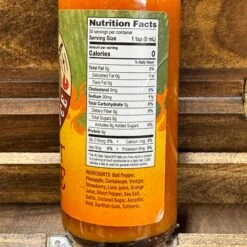 Nutrition Facts
30 servings per container
Serving Size 1 tsp (5 mL)
Amount per serving
Calories 0
% Daily Value*
Total Fat 0g 0%
Saturated Fat 0g 0%
Trans Fat 0g
Cholesterol 0mg 0%
Sodium 30mg 1%
Total Carbohydrate 0g 0%
Dietary Fiber 0g 0%
Total Sugars 0g
Includes 0g Added Sugars 0%
Protein 0g
Vit. D 0mcg 0% • Calcium 0mg 0%
Iron 0mg 0% • Potas. 0mg 0%
INGREDIENTS: Red Pepper,
Pineapple, Cantaloupe, Vinegar,
Strawberry, Lime Juice, Orange
Juice, Ghost Pepper, Sea Salt,
Garlic, Coconut Sugar, Ascorbic
Acid, Xanthan Gum, Turmeric.